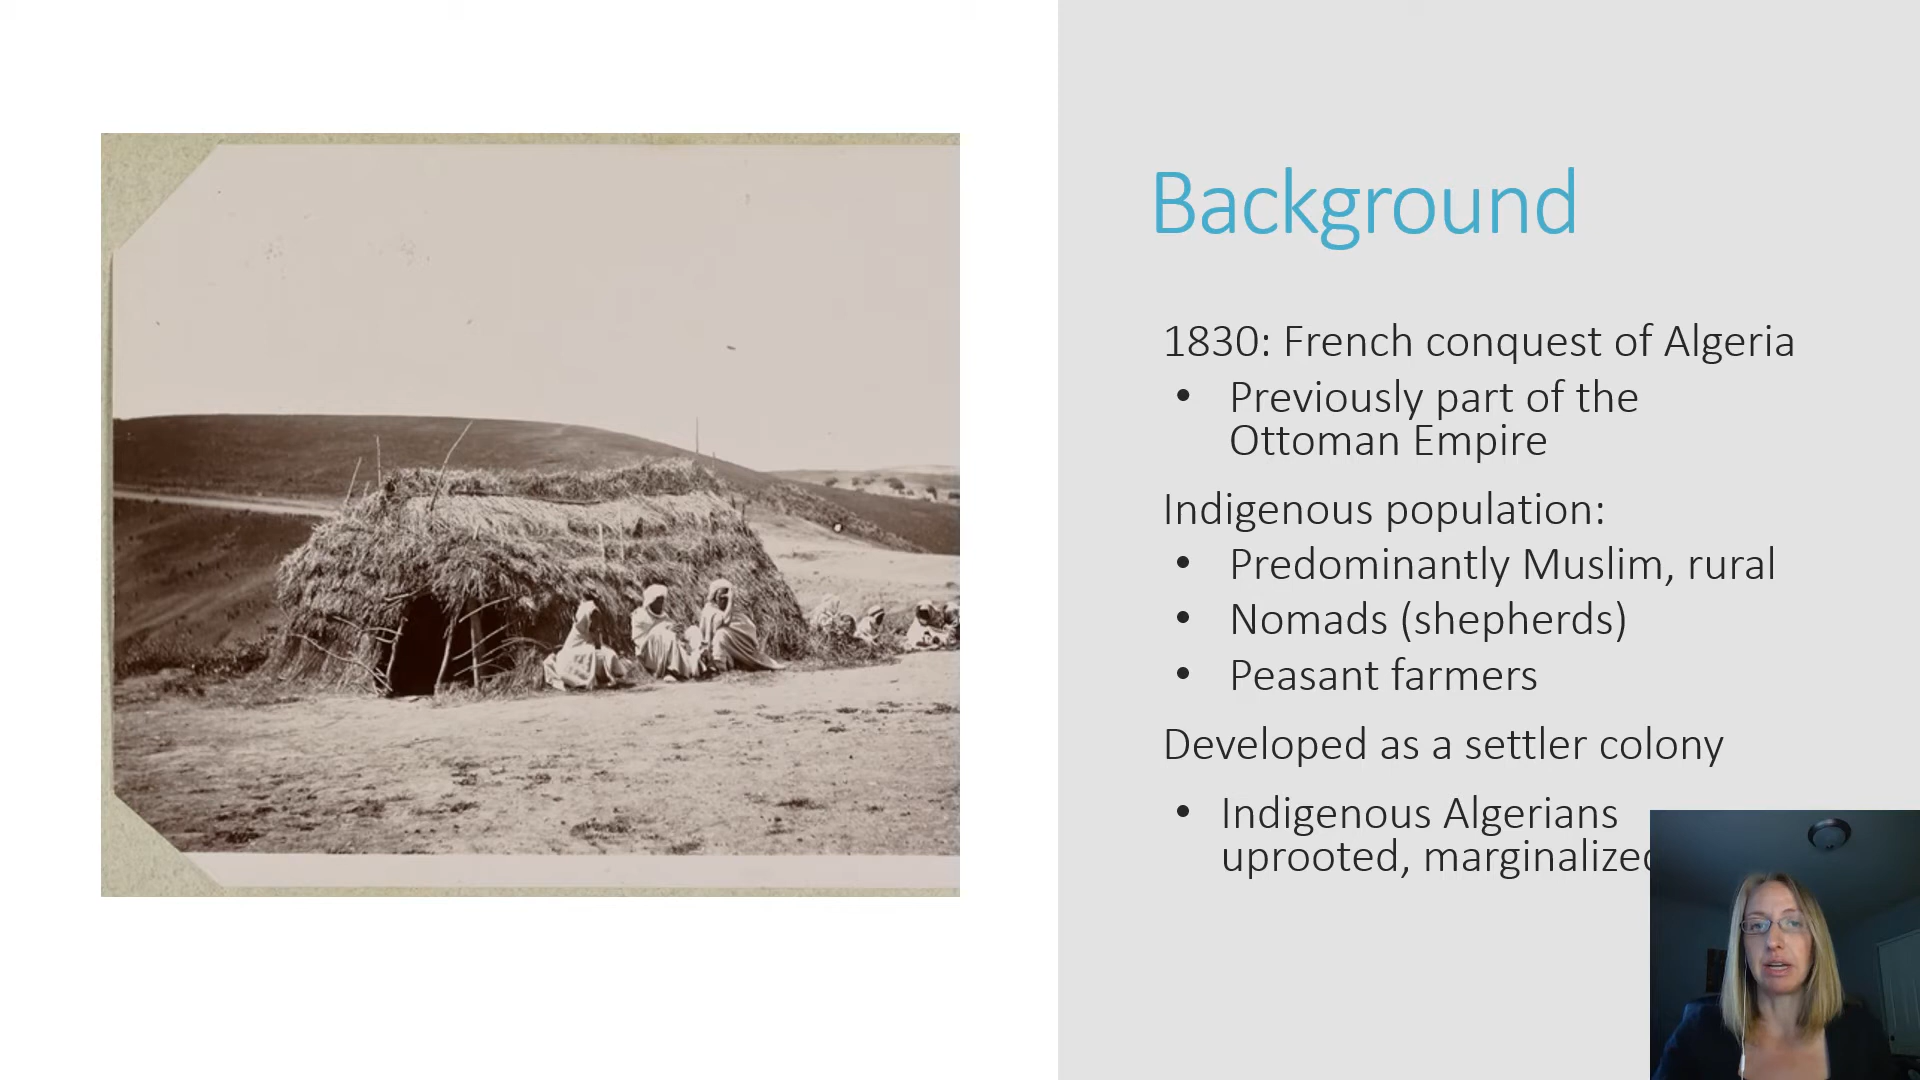 Background
1830: French conquest of Algeria
• Previously part of the
Ottoman Empire
Indigenous population:
• Predominantly Muslim, rural
• Nomads (shepherds)
• Peasant farmers
Developed as a settler colony
• Indigenous Algerians
uprooted, marginalized